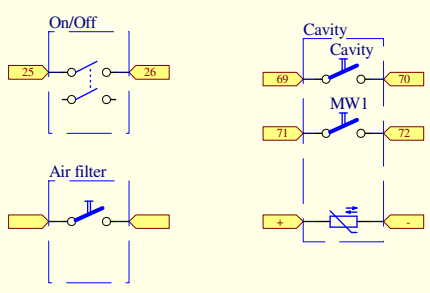 On/Off
25 26
Air filter
Cavity
Cavity
69 70
MW1
71 72
+ -